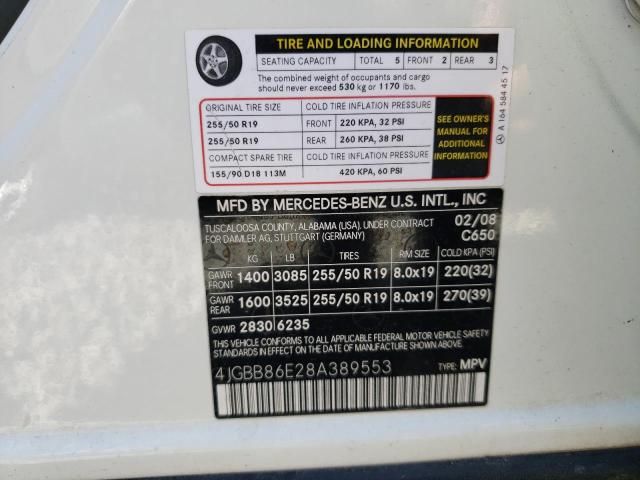 TIRE AND LOADING INFORMATION
SEATING CAPACITY TOTAL 5 FRONT 2 REAR 3
The combined weight of occupants and cargo
should never exceed 530 kg or 1170 lbs.
ORIGINAL TIRE SIZE COLD TIRE INFLATION PRESSURE
255/50 R19 FRONT 220 KPA, 32 PSI
255/50 R19 REAR 260 KPA, 38 PSI
COMPACT SPARE TIRE COLD TIRE INFLATION PRESSURE
155/90 D18 113M 420 KPA, 60 PSI
SEE OWNER'S
MANUAL FOR
ADDITIONAL
INFORMATION
A 164 584 45 17
MFD BY MERCEDES-BENZ U.S. INTL., INC
TUSCALOOSA COUNTY, ALABAMA (USA). UNDER CONTRACT
FOR DAIMLER AG, STUTTGART (GERMANY)
02/08
C650
KG LB TIRES RIM SIZE COLD KPA (PSI)
GAWR FRONT 1400 3085 255/50 R19 8.0x19 220(32)
GAWR REAR 1600 3525 255/50 R19 8.0x19 270(39)
GVWR 2830 6235
THIS VEHICLE CONFORMS TO ALL APPLICABLE FEDERAL MOTOR VEHICLE SAFETY
STANDARDS IN EFFECT ON THE DATE OF MANUFACTURE SHOWN ABOVE.
4JGBB86E28A389553 TYPE: MPV